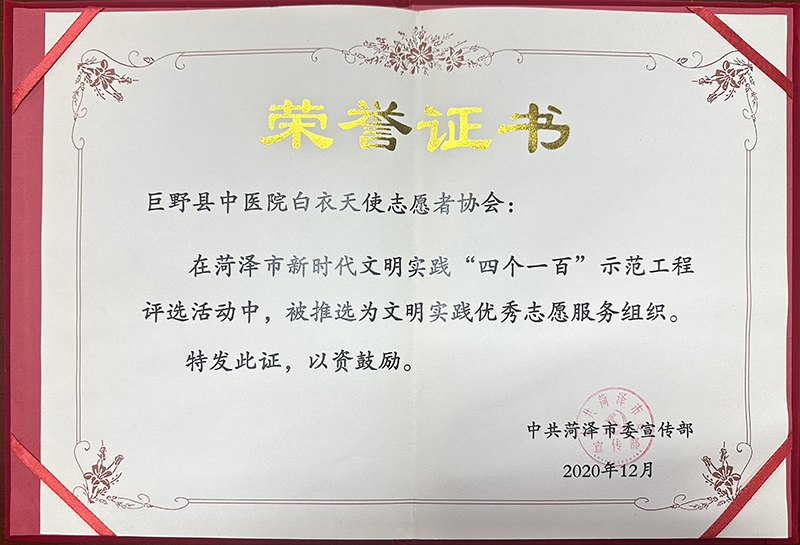 荣誉证书
巨野县中医院白衣天使志愿者协会：
在菏泽市新时代文明实践“四个一百”示范工程
评选活动中，被推选为文明实践优秀志愿服务组织。
特发此证，以资鼓励。
中共菏泽市委宣传部
2020年12月